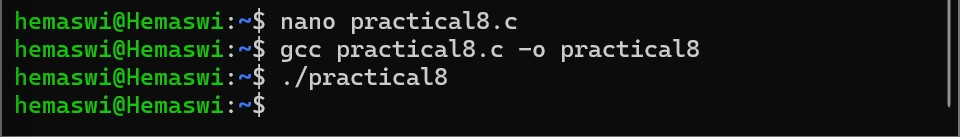 hemaswi@Hemaswi:~$ nano practical8.c
hemaswi@Hemaswi:~$ gcc practical8.c -o practical8
hemaswi@Hemaswi:~$ ./practical8
hemaswi@Hemaswi:~$